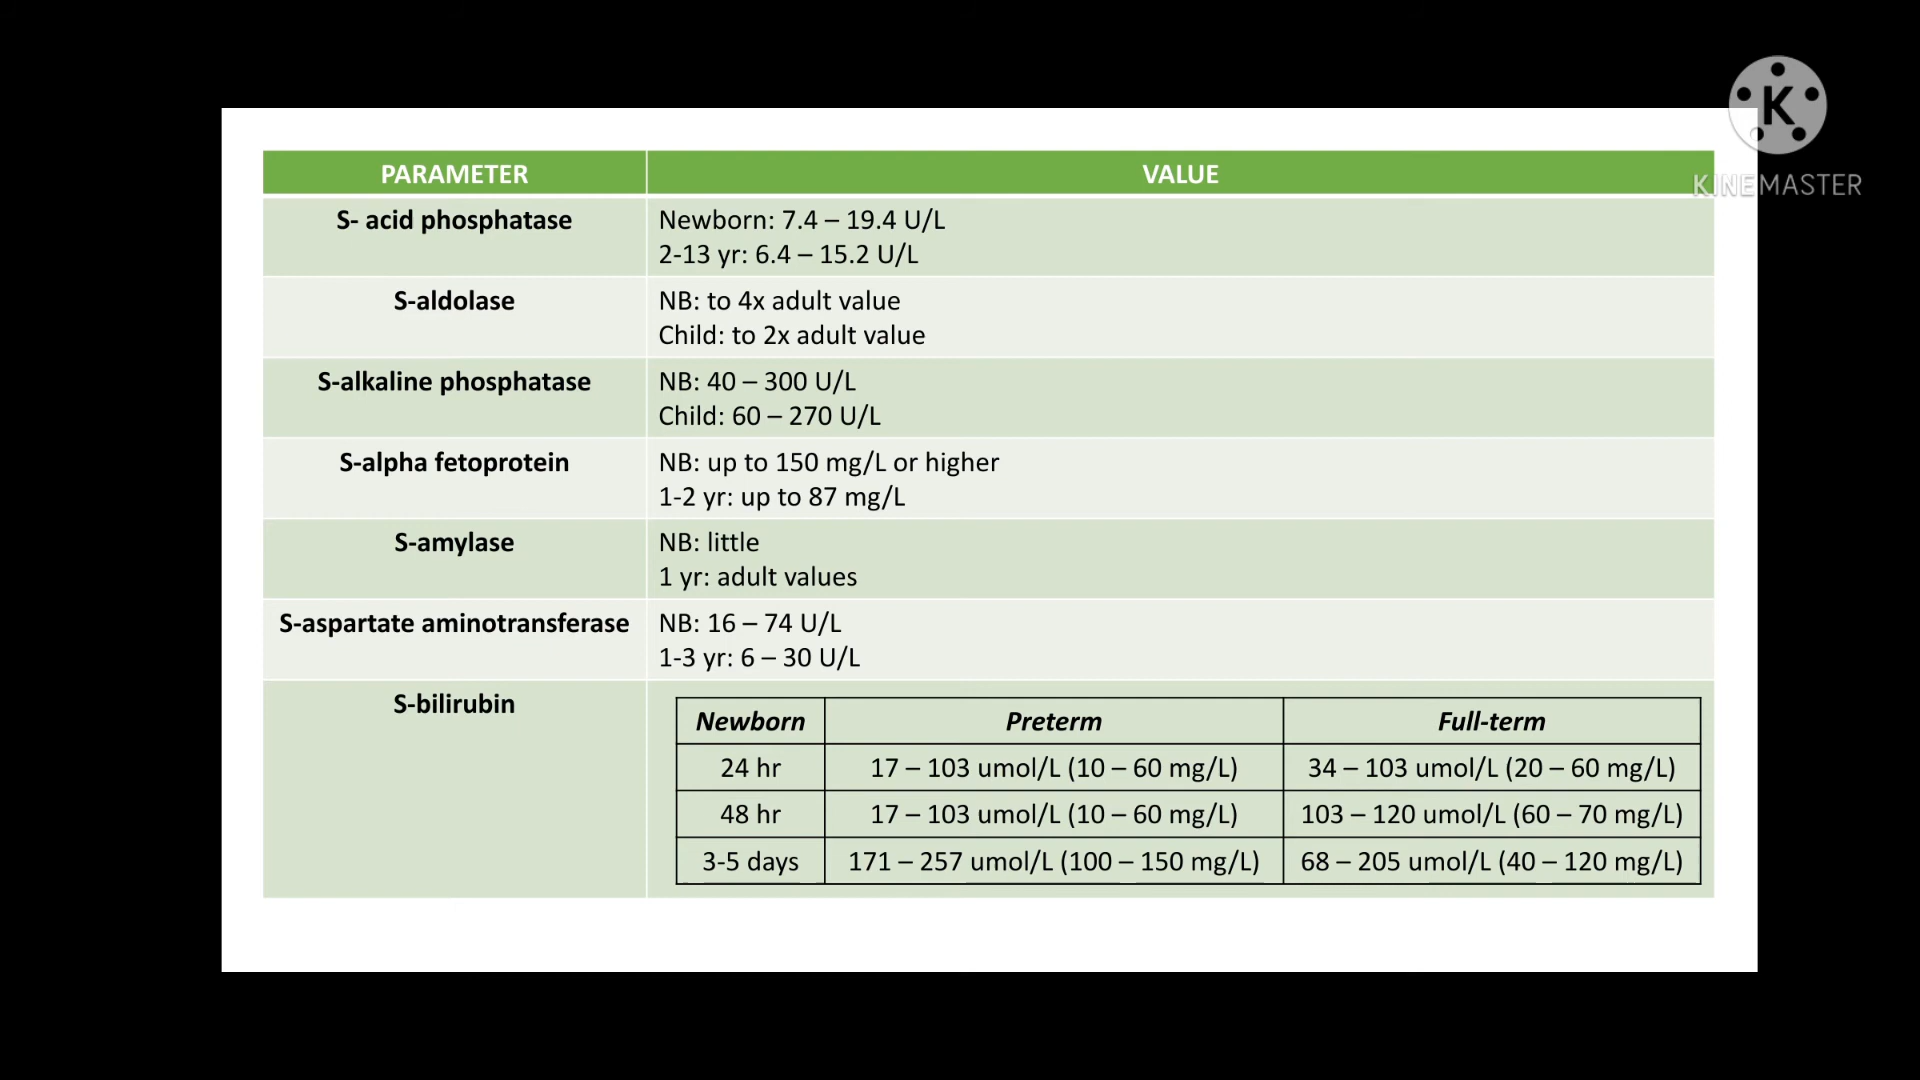 K
KINEMASTER
PARAMETER VALUE
S- acid phosphatase Newborn: 7.4 – 19.4 U/L
2-13 yr: 6.4 – 15.2 U/L
S-aldolase NB: to 4x adult value
Child: to 2x adult value
S-alkaline phosphatase NB: 40 – 300 U/L
Child: 60 – 270 U/L
S-alpha fetoprotein NB: up to 150 mg/L or higher
1-2 yr: up to 87 mg/L
S-amylase NB: little
1 yr: adult values
S-aspartate aminotransferase NB: 16 – 74 U/L
1-3 yr: 6 – 30 U/L
S-bilirubin
Newborn Preterm Full-term
24 hr 17 – 103 umol/L (10 – 60 mg/L) 34 – 103 umol/L (20 – 60 mg/L)
48 hr 17 – 103 umol/L (10 – 60 mg/L) 103 – 120 umol/L (60 – 70 mg/L)
3-5 days 171 – 257 umol/L (100 – 150 mg/L) 68 – 205 umol/L (40 – 120 mg/L)